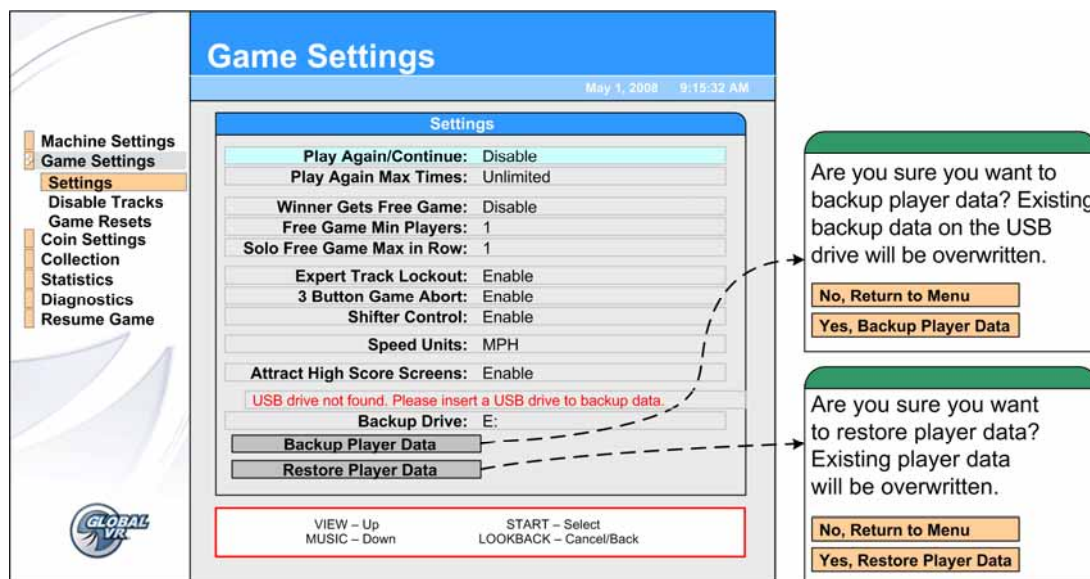 Game Settings
May 1, 2008 9:15:32 AM
Machine Settings
Game Settings
Settings
Disable Tracks
Game Resets
Coin Settings
Collection
Statistics
Diagnostics
Resume Game
GLOBAL
VR
Settings
Play Again/Continue: Disable
Play Again Max Times: Unlimited
Winner Gets Free Game: Disable
Free Game Min Players: 1
Solo Free Game Max in Row: 1
Expert Track Lockout: Enable
3 Button Game Abort: Enable
Shifter Control: Enable
Speed Units: MPH
Attract High Score Screens: Enable
USB drive not found. Please insert a USB drive to backup data.
Backup Drive: E:
Backup Player Data
Restore Player Data
VIEW – Up START – Select
MUSIC – Down LOOKBACK – Cancel/Back
Are you sure you want to
backup player data? Existing
backup data on the USB
drive will be overwritten.
No, Return to Menu
Yes, Backup Player Data
Are you sure you want
to restore player data?
Existing player data
will be overwritten.
No, Return to Menu
Yes, Restore Player Data